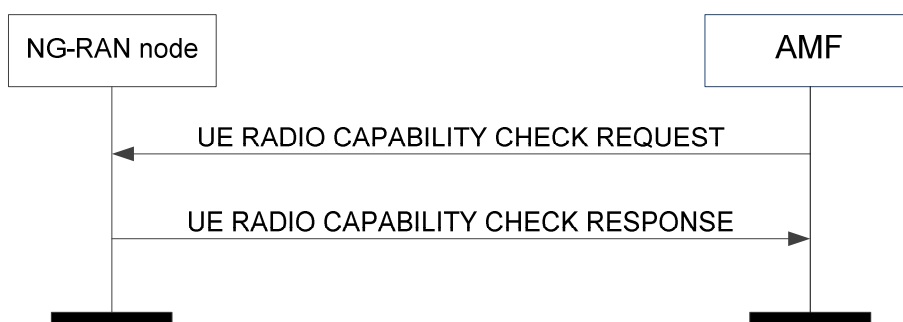 NG-RAN node
AMF
UE RADIO CAPABILITY CHECK REQUEST
UE RADIO CAPABILITY CHECK RESPONSE